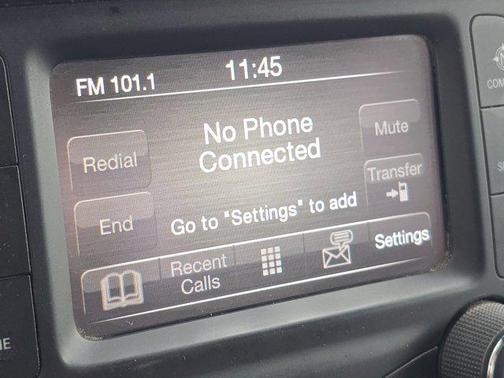 FM 101.1
11:45
No Phone
Connected
Redial
Mute
Transfer
End
Go to "Settings" to add
Recent
Calls
Settings